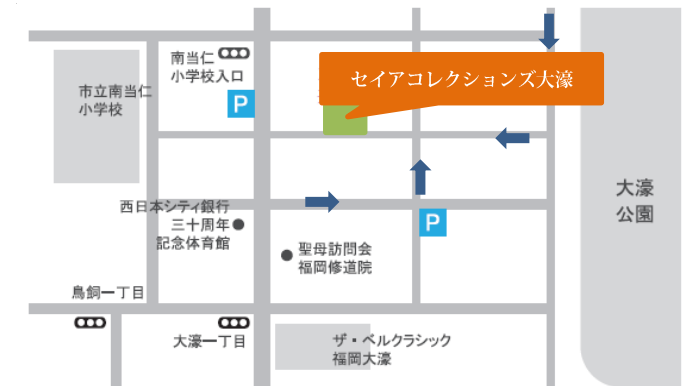 南当仁
小学校入口
セイアコレクションズ大濠
市立南当仁
小学校
P
大濠
公園
西日本シティ銀行
三十周年
記念体育館
P
聖母訪問会
福岡修道院
鳥飼一丁目
大濠一丁目
ザ・ベルクラシック
福岡大濠